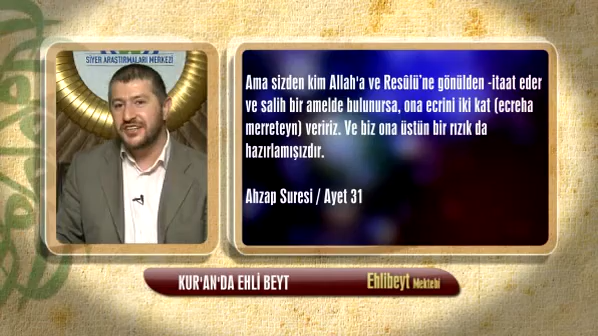 SİYER ARAŞTIRMALARI MERKEZİ
Ama sizden kim Allah'a ve Resûlü'ne gönülden -itaat eder
ve salih bir amelde bulunursa, ona ecrini iki kat (ecreha
merreteyn) veririz. Ve biz ona üstün bir rızık da
hazırlamışızdır.
Ahzap Suresi / Ayet 31
KUR'AN'DA EHLİ BEYT
Ehlibeyt Mektebi